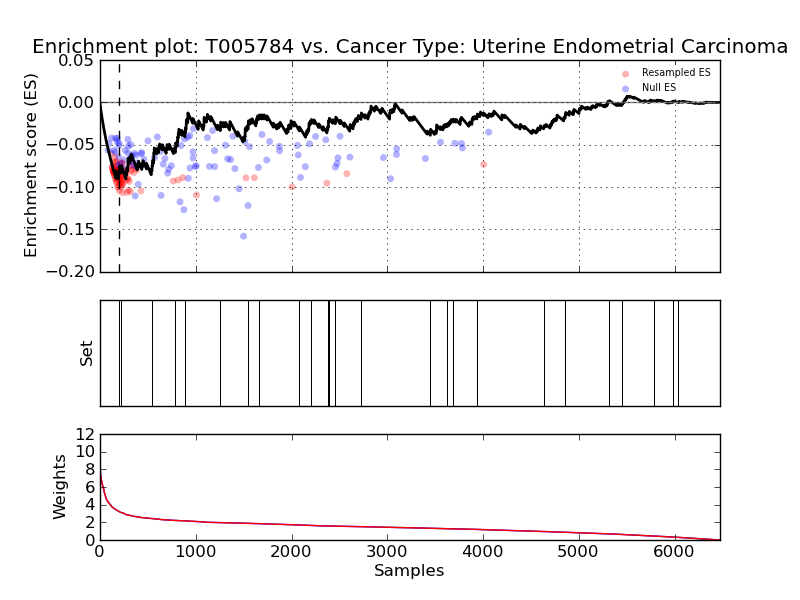 Enrichment plot: T005784 vs. Cancer Type: Uterine Endometrial Carcinoma
Enrichment score (ES)
0.05
0.00
−0.05
−0.10
−0.15
−0.20
Resampled ES
Null ES
Set
Weights
12
10
8
6
4
2
0
0 1000 2000 3000 4000 5000 6000
Samples